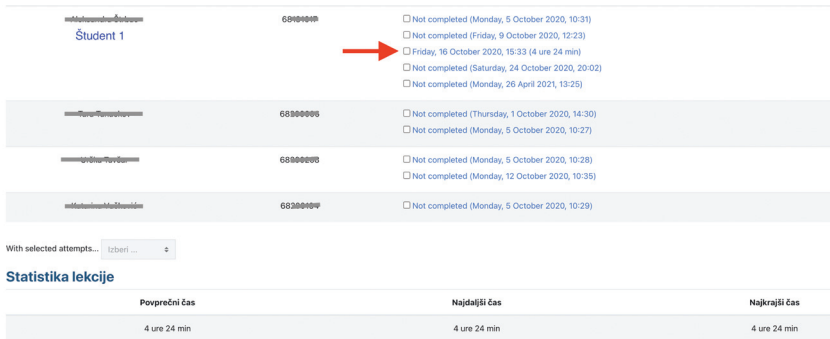 Not completed (Monday, 5 October 2020, 10:31)
Študent 1
Not completed (Friday, 9 October 2020, 12:23)
Friday, 16 October 2020, 15:33 (4 ure 24 min)
Not completed (Saturday, 24 October 2020, 20:02)
Not completed (Monday, 26 April 2021, 13:25)
Not completed (Thursday, 1 October 2020, 14:30)
Not completed (Monday, 5 October 2020, 10:27)
Not completed (Monday, 5 October 2020, 10:28)
Not completed (Monday, 12 October 2020, 10:35)
Not completed (Monday, 5 October 2020, 10:29)
With selected attempts... Izberi ...
Statistika lekcije
Povprečni čas Najdaljši čas Najkrajši čas
4 ure 24 min 4 ure 24 min 4 ure 24 min